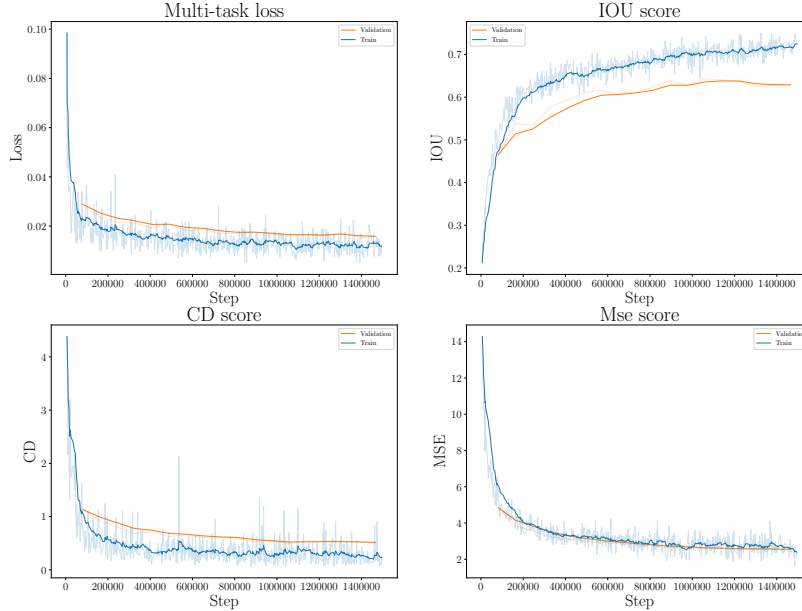 Multi-task loss
Validation
Train
0.10
0.08
0.06
0.04
0.02
Loss
0 200000 400000 600000 800000 1000000 1200000 1400000
Step
IOU score
Validation
Train
0.7
0.6
0.5
0.4
0.3
0.2
IOU
0 200000 400000 600000 800000 1000000 1200000 1400000
Step
CD score
Validation
Train
4
3
2
1
0
CD
0 200000 400000 600000 800000 1000000 1200000 1400000
Step
Mse score
Validation
Train
14
12
10
8
6
4
2
MSE
0 200000 400000 600000 800000 1000000 1200000 1400000
Step